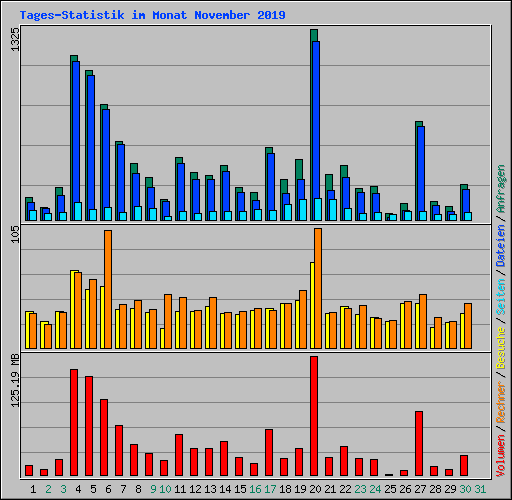 Tages-Statistik im Monat November 2019
1325
105
125.19 MB
Volumen / Rechner / Besuche / Seiten / Dateien / Anfragen
1 2 3 4 5 6 7 8 9 10 11 12 13 14 15 16 17 18 19 20 21 22 23 24 25 26 27 28 29 30 31